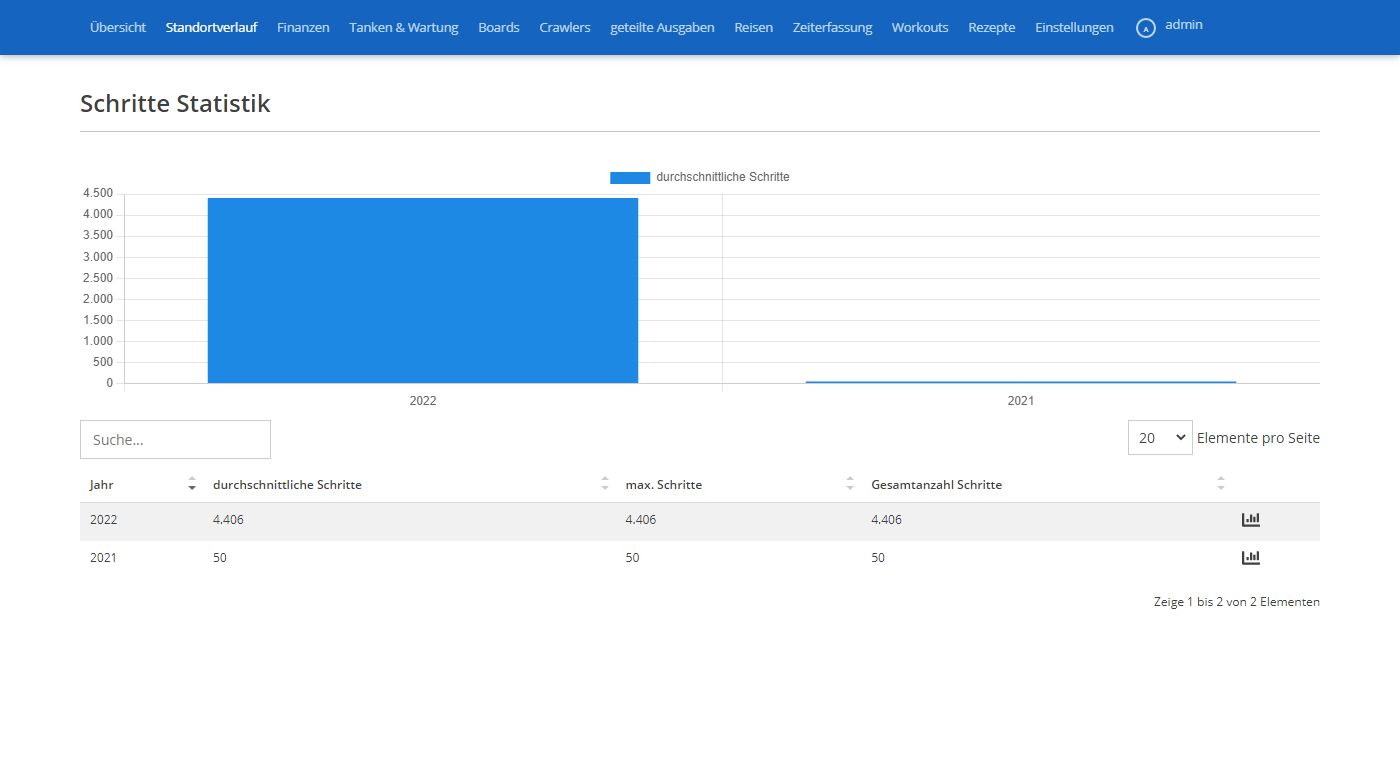 Übersicht Standortverlauf Finanzen Tanken & Wartung Boards Crawlers geteilte Ausgaben Reisen Zeiterfassung Workouts Rezepte Einstellungen A admin
Schritte Statistik
durchschnittliche Schritte
4.500
4.000
3.500
3.000
2.500
2.000
1.500
1.000
500
0
2022 2021
Suche... 20 Elemente pro Seite
Jahr durchschnittliche Schritte max. Schritte Gesamtanzahl Schritte
2022 4.406 4.406 4.406
2021 50 50 50
Zeige 1 bis 2 von 2 Elementen